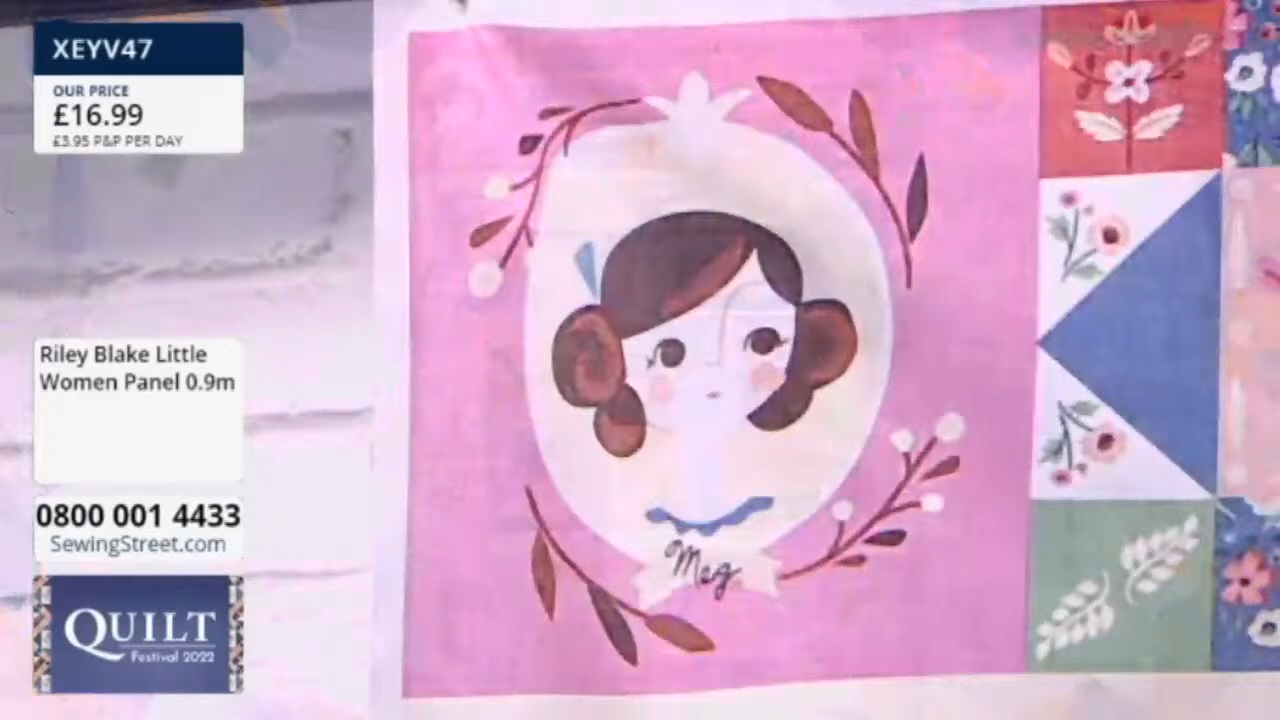 XEYV47
OUR PRICE
£16.99
£3.95 P&P PER DAY
Riley Blake Little
Women Panel 0.9m
0800 001 4433
SewingStreet.com
QUILT
Festival 2022
Meg